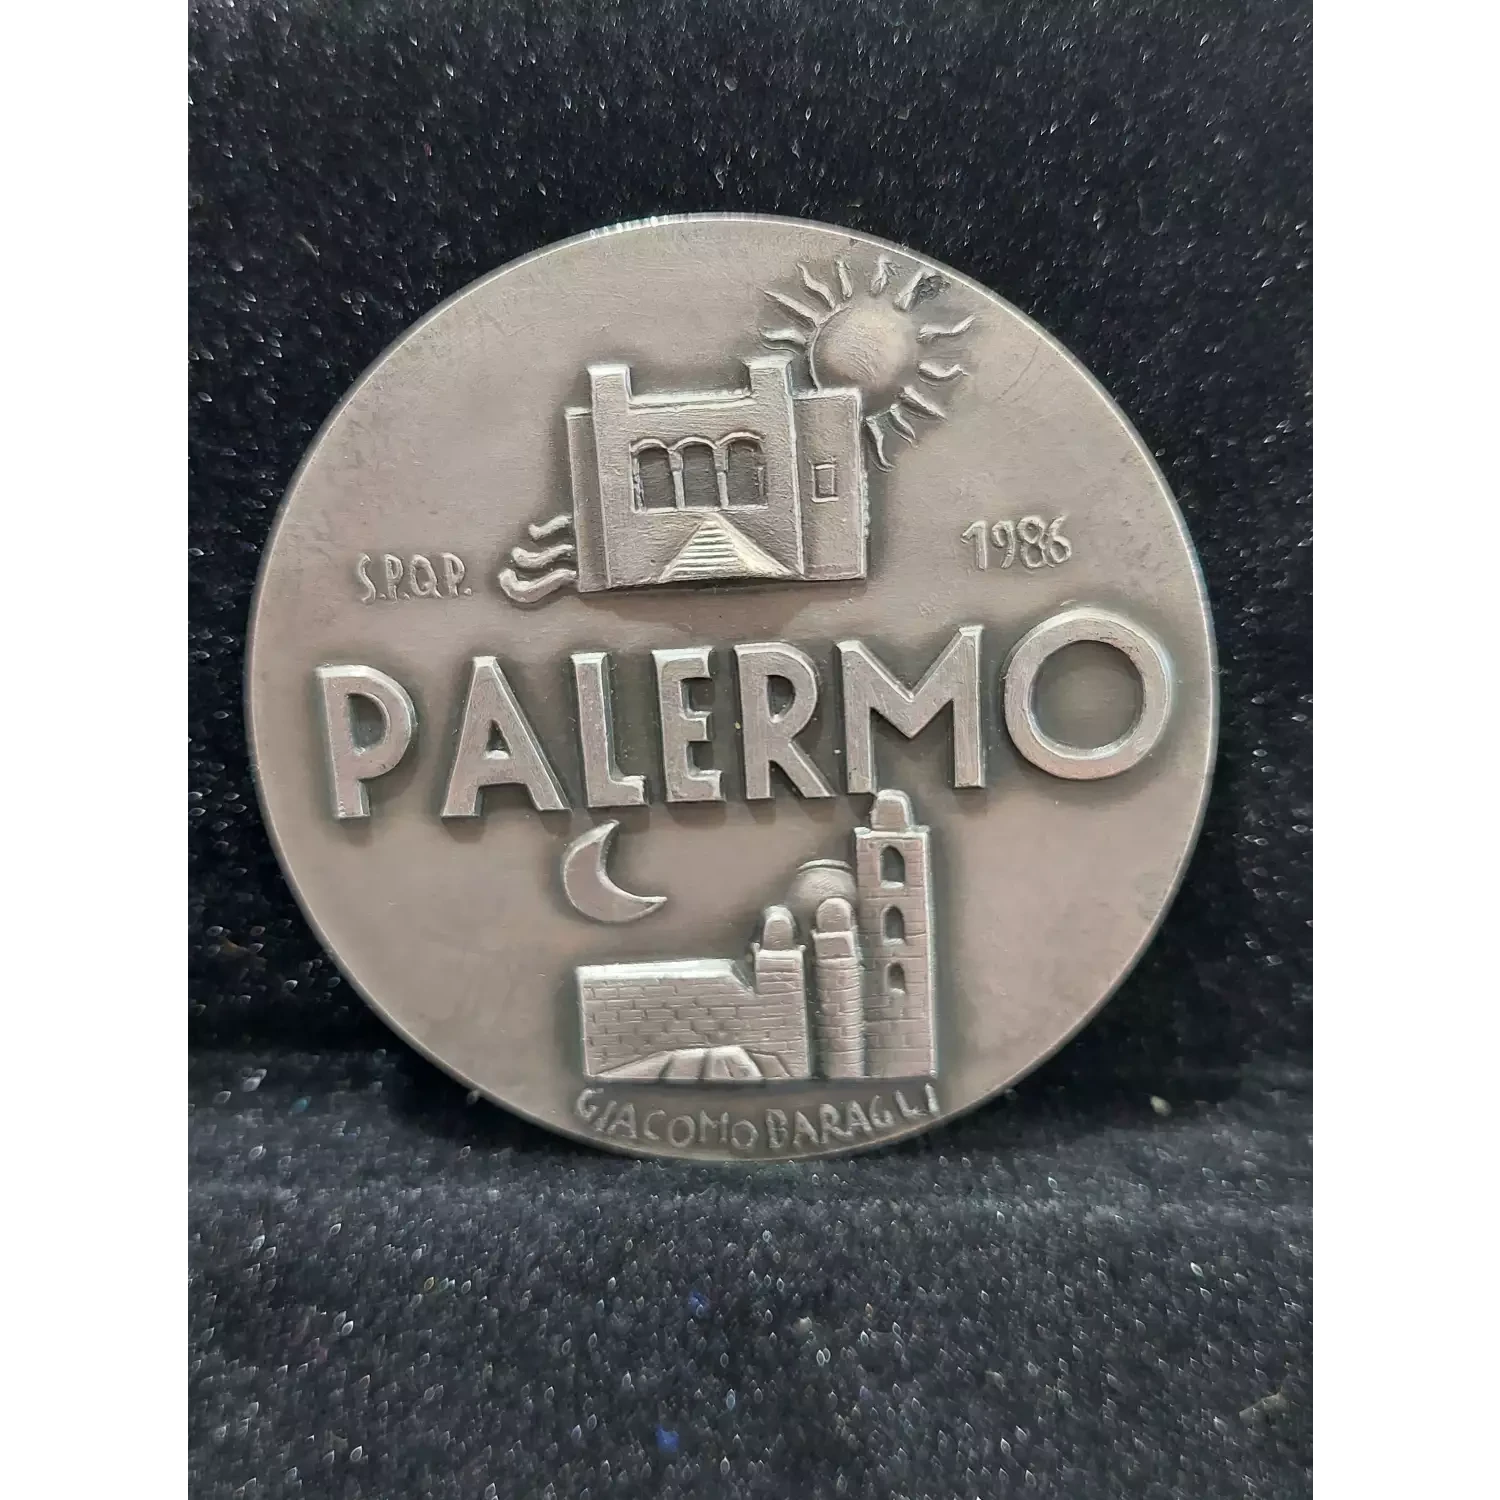 S.P.Q.P.
1986
PALERMO
GIACOMO BARAGLI